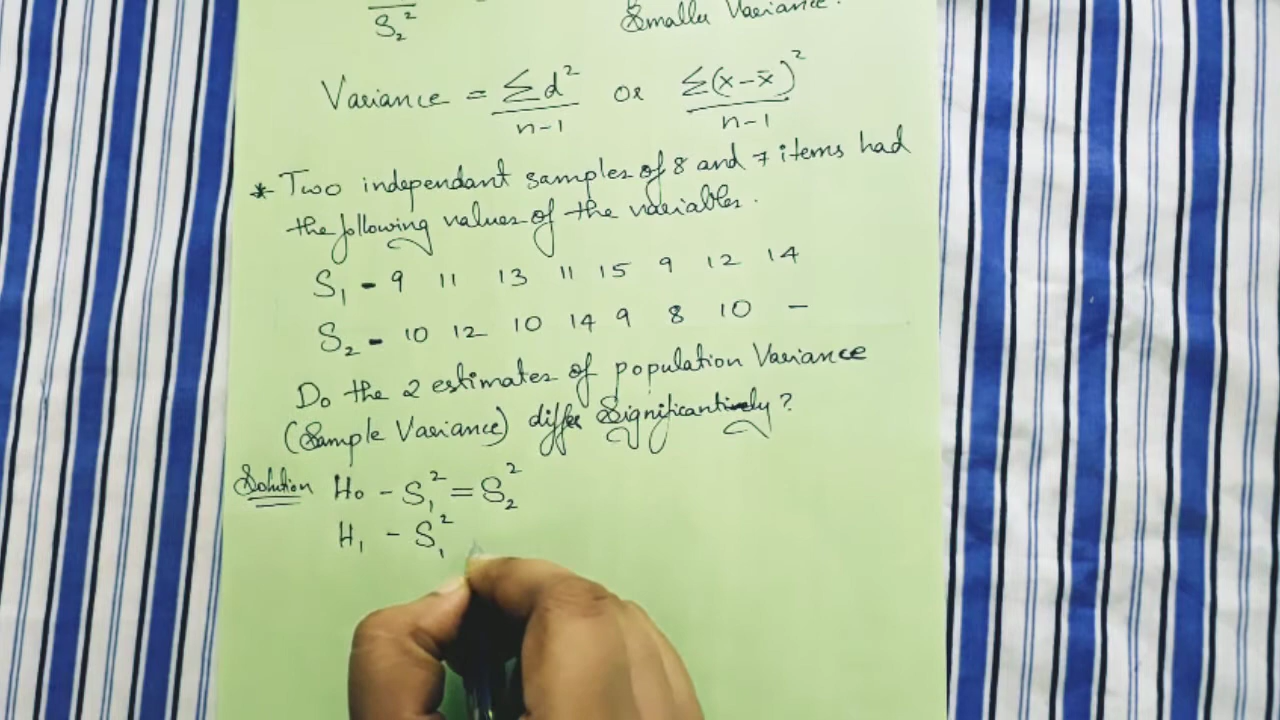 S₂²
Smaller Variance.
Variance = Σd² / n-1 or Σ(x-x̄)² / n-1
* Two independant samples of 8 and 7 items had
the following values of the variables.
S₁ - 9 11 13 11 15 9 12 14
S₂ - 10 12 10 14 9 8 10 -
Do the 2 estimates of population Variance
(Sample Variance) differ Significantively?
Solution H₀ - S₁² = S₂²
H₁ - S₁²